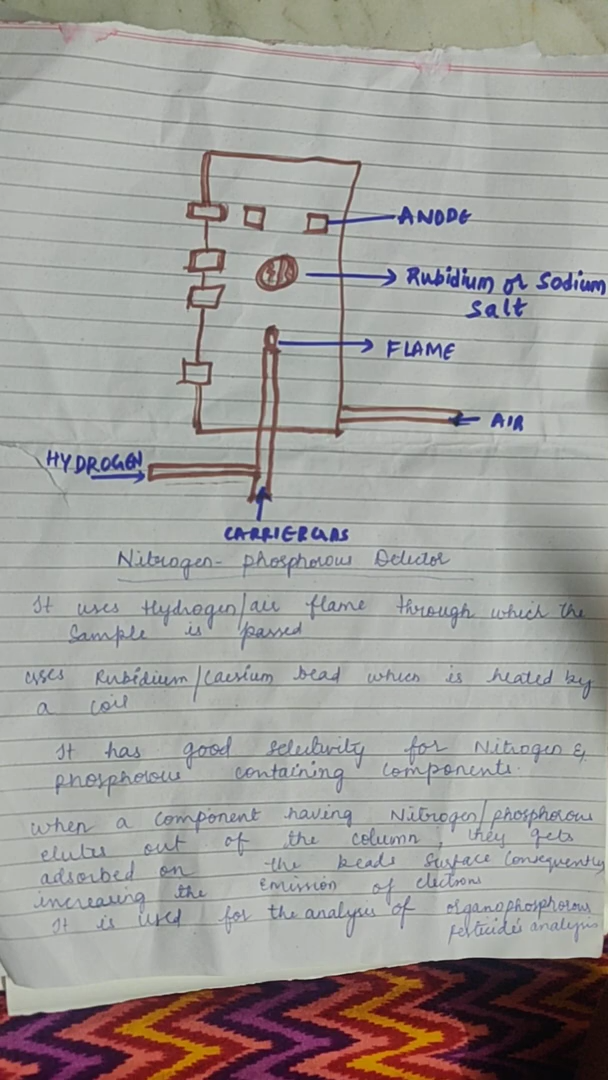 ANODE
Rubidium or Sodium
Salt
FLAME
AIR
HYDROGEN
CARRIERGAS
Nitrogen- phosphorous Detector
It uses Hydrogen/air flame through which the
Sample is passed
uses Rubidium/Caesium bead which is heated by
a coil
It has good selectivity for Nitrogen &
phosphorous containing components.
when a component having Nitrogen/phosphorous
elutes out of the column, they gets
adsorbed on the beads surface consequently
increasing the emission of electrons
It is used for the analysis of organophosphorous
pesticides analysis